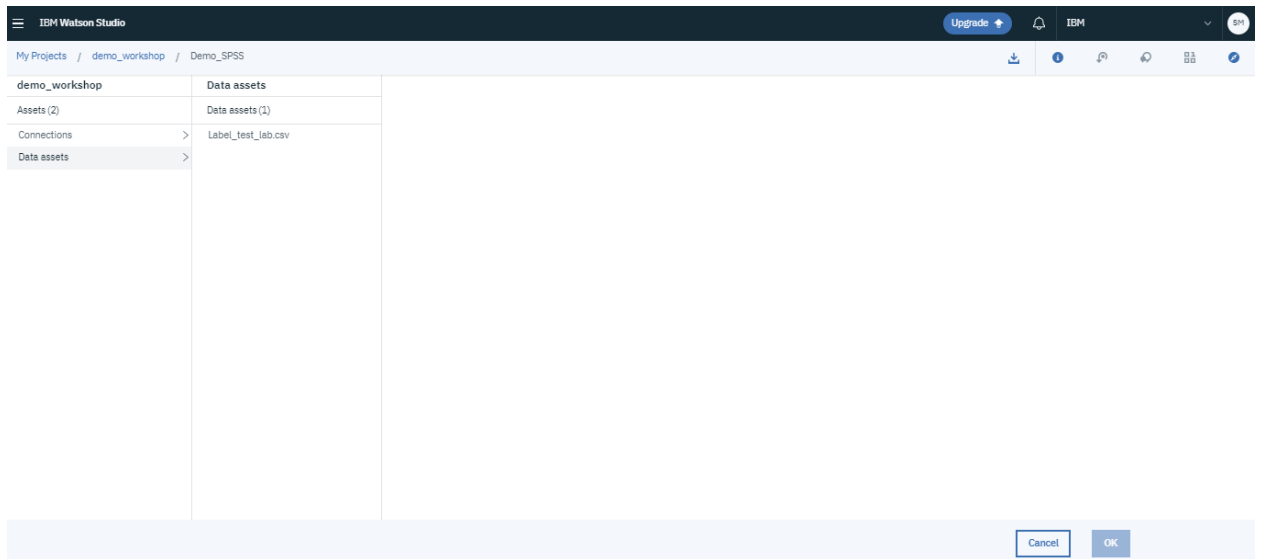 IBM Watson Studio
Upgrade
IBM
SM
My Projects / demo_workshop / Demo_SPSS
demo_workshop
Data assets
Assets (2)
Data assets (1)
Connections
Label_test_lab.csv
Data assets
Cancel
OK